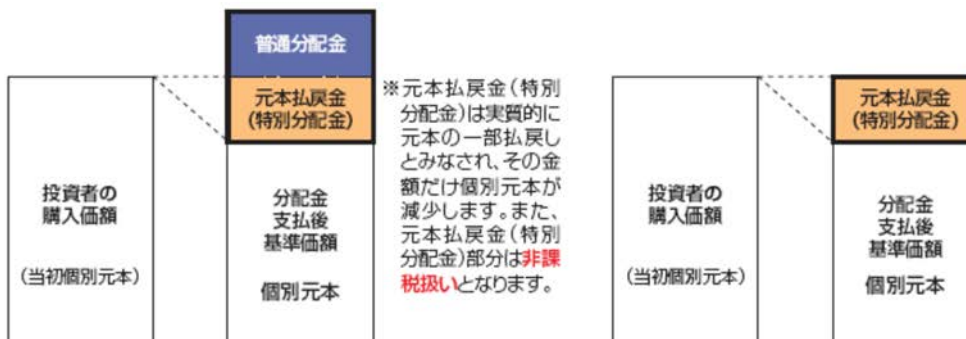 普通分配金
元本払戻金
(特別分配金)
投資者の
購入価額
(当初個別元本)
分配金
支払後
基準価額
個別元本
※元本払戻金(特別
分配金)は実質的に
元本の一部払戻し
とみなされ、その金
額だけ個別元本が
減少します。また、
元本払戻金(特別
分配金)部分は非課
税扱いとなります。
元本払戻金
(特別分配金)
投資者の
購入価額
(当初個別元本)
分配金
支払後
基準価額
個別元本